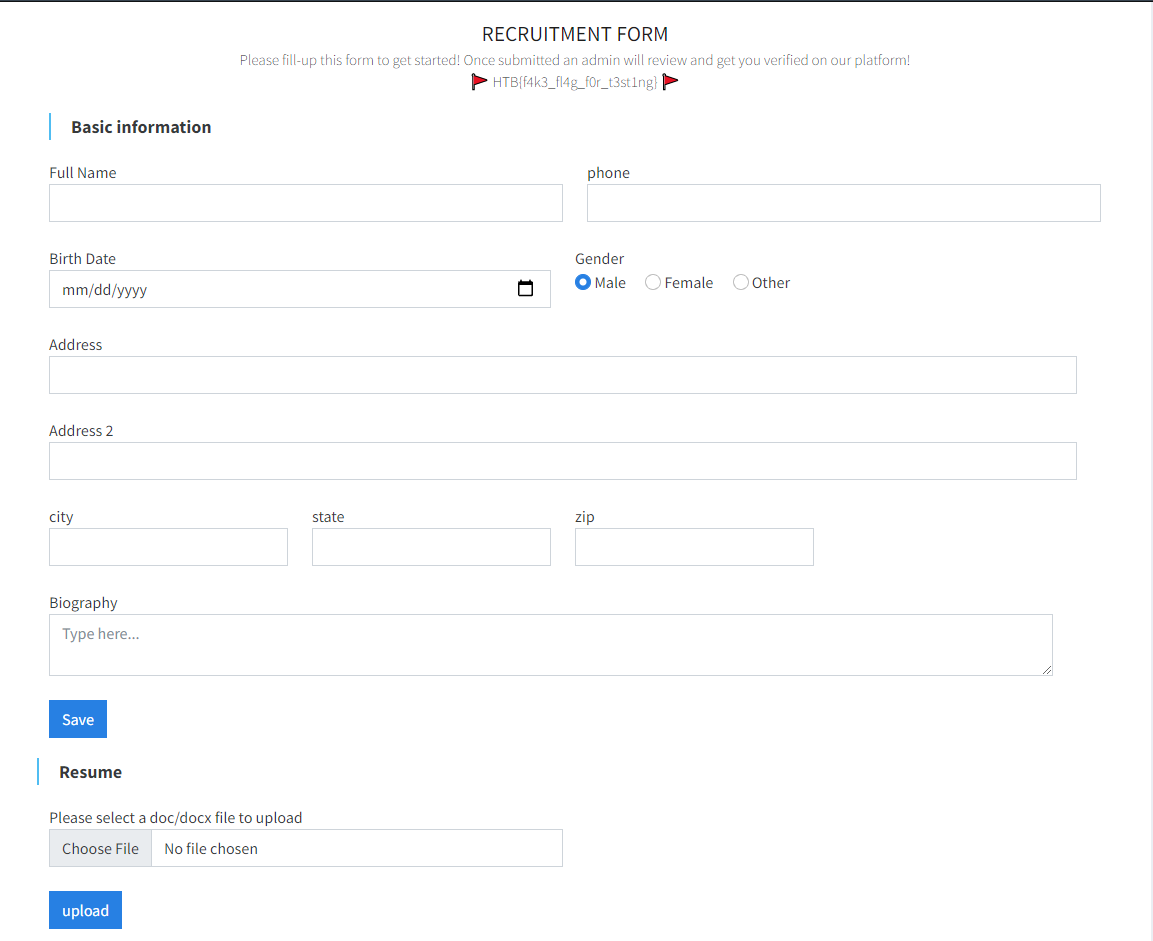 RECRUITMENT FORM
Please fill-up this form to get started! Once submitted an admin will review and get you verified on our platform!
🚩 HTB{f4k3_fl4g_f0r_t3st1ng} 🚩
Basic information
Full Name phone
Birth Date Gender
mm/dd/yyyy Male Female Other
Address
Address 2
city state zip
Biography
Type here...
Save
Resume
Please select a doc/docx file to upload
Choose File No file chosen
upload